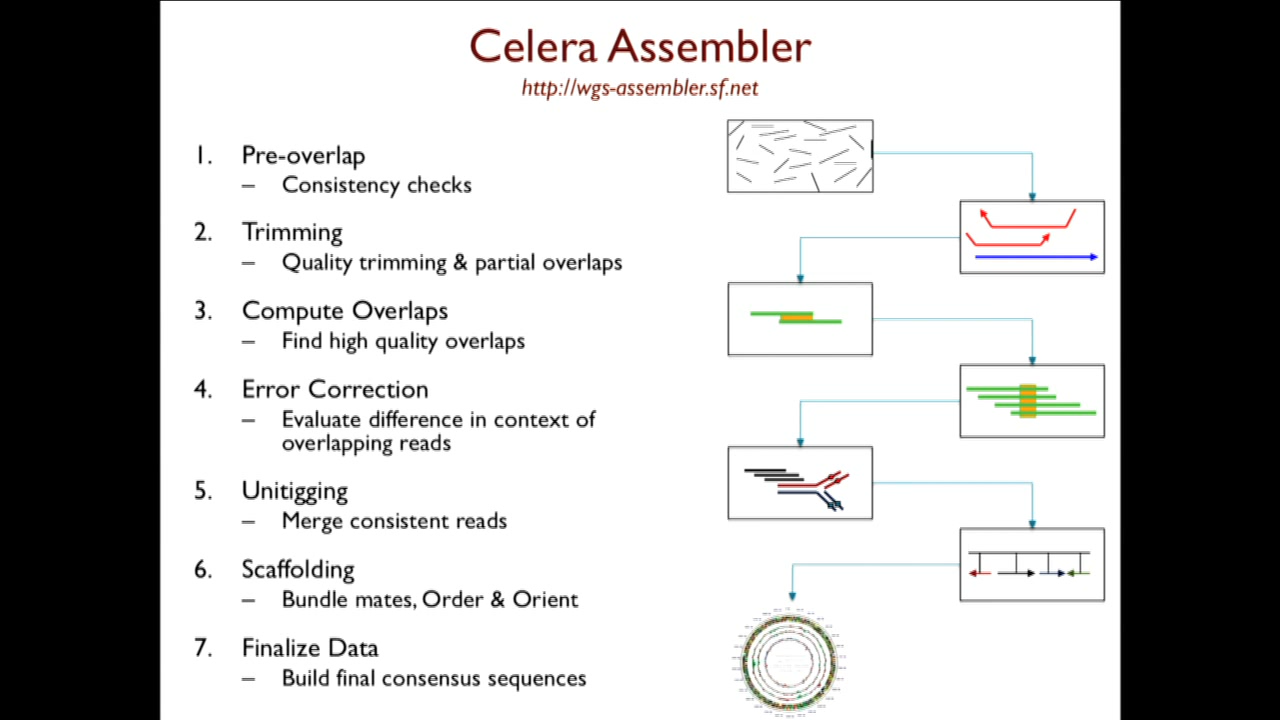 Celera Assembler
http://wgs-assembler.sf.net
1. Pre-overlap
– Consistency checks
2. Trimming
– Quality trimming & partial overlaps
3. Compute Overlaps
– Find high quality overlaps
4. Error Correction
– Evaluate difference in context of
overlapping reads
5. Unitigging
– Merge consistent reads
6. Scaffolding
– Bundle mates, Order & Orient
7. Finalize Data
– Build final consensus sequences